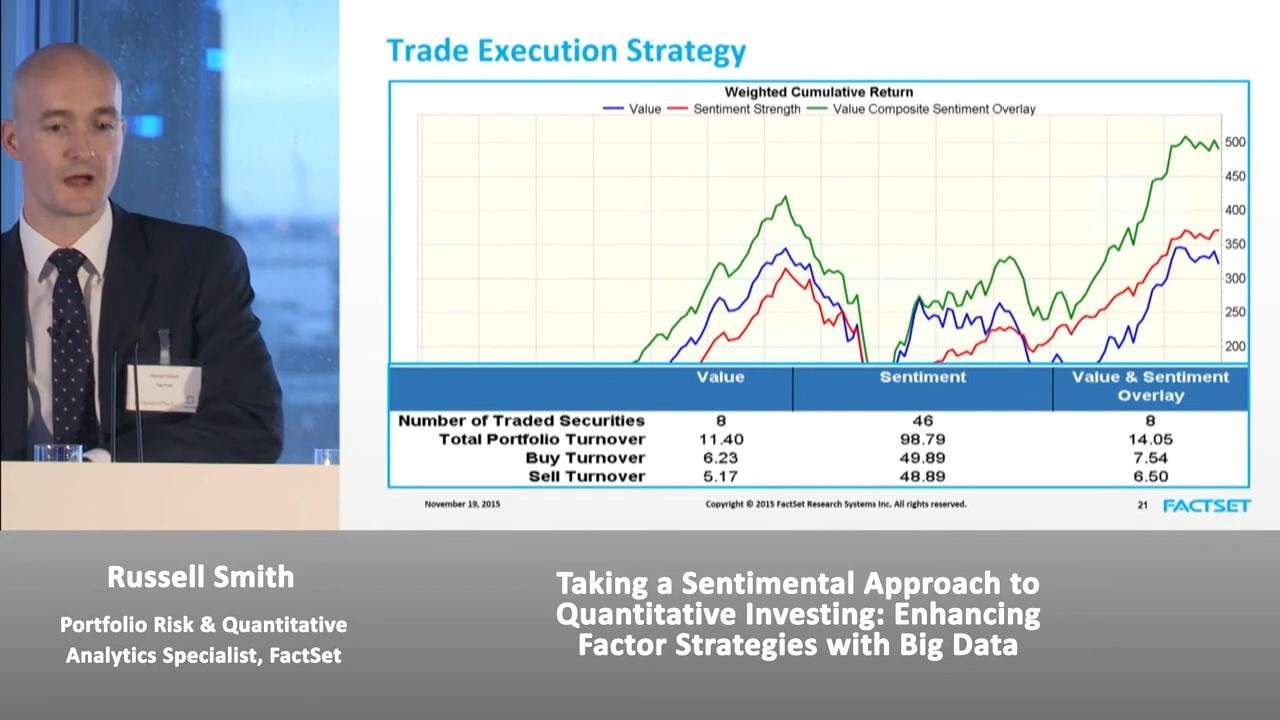 Trade Execution Strategy
Weighted Cumulative Return
Value Sentiment Strength Value Composite Sentiment Overlay
500
450
400
350
300
250
200
Value Sentiment Value & Sentiment
Overlay
Number of Traded Securities 8 46 8
Total Portfolio Turnover 11.40 98.79 14.05
Buy Turnover 6.23 49.89 7.54
Sell Turnover 5.17 48.89 6.50
November 19, 2015 Copyright © 2015 FactSet Research Systems Inc. All rights reserved. 21 FACTSET
Russell Smith
Portfolio Risk & Quantitative
Analytics Specialist, FactSet
Taking a Sentimental Approach to
Quantitative Investing: Enhancing
Factor Strategies with Big Data